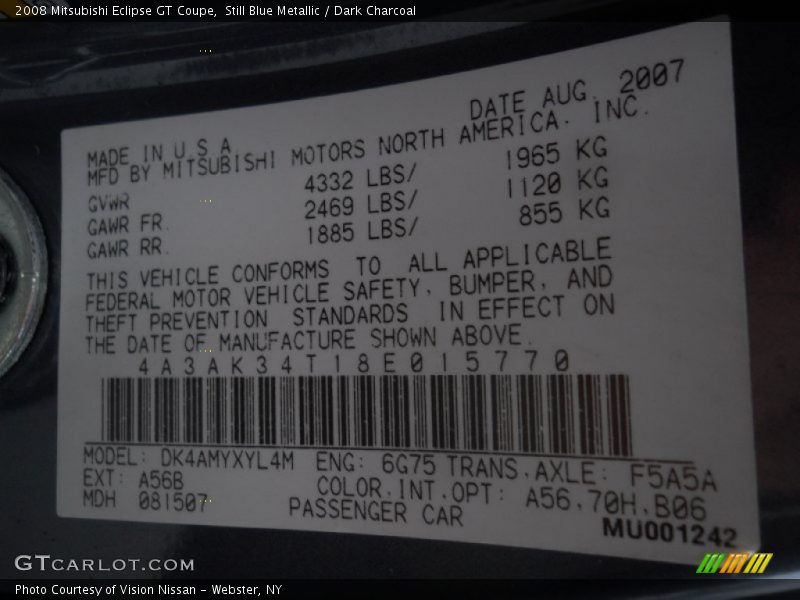 2008 Mitsubishi Eclipse GT Coupe,  Still Blue Metallic / Dark Charcoal
DATE AUG. 2007
MADE IN U S A
MFD BY MITSUBISHI MOTORS NORTH AMERICA. INC.
GVWR 4332 LBS/ 1965 KG
GAWR FR. 2469 LBS/ 1120 KG
GAWR RR. 1885 LBS/ 855 KG
THIS VEHICLE CONFORMS TO ALL APPLICABLE
FEDERAL MOTOR VEHICLE SAFETY, BUMPER, AND
THEFT PREVENTION STANDARDS IN EFFECT ON
THE DATE OF MANUFACTURE SHOWN ABOVE.
4A3AK34T18E015770
MODEL: DK4AMYXYL4M ENG: 6G75 TRANS.AXLE: F5A5A
EXT: A56B COLOR.INT.OPT: A56,70H,B06
MDH 081507 PASSENGER CAR
MU001242
GTCARLOT.COM
Photo Courtesy of Vision Nissan - Webster, NY